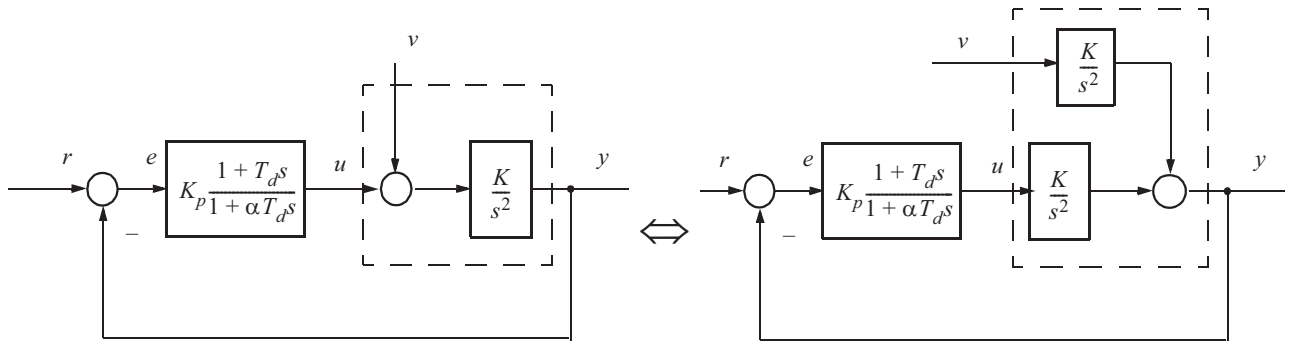 v
r
e
K_p (1 + T_d s)/(1 + αT_d s)
u
K/s²
y
−
⇔
v
K/s²
r
e
K_p (1 + T_d s)/(1 + αT_d s)
u
K/s²
y
−